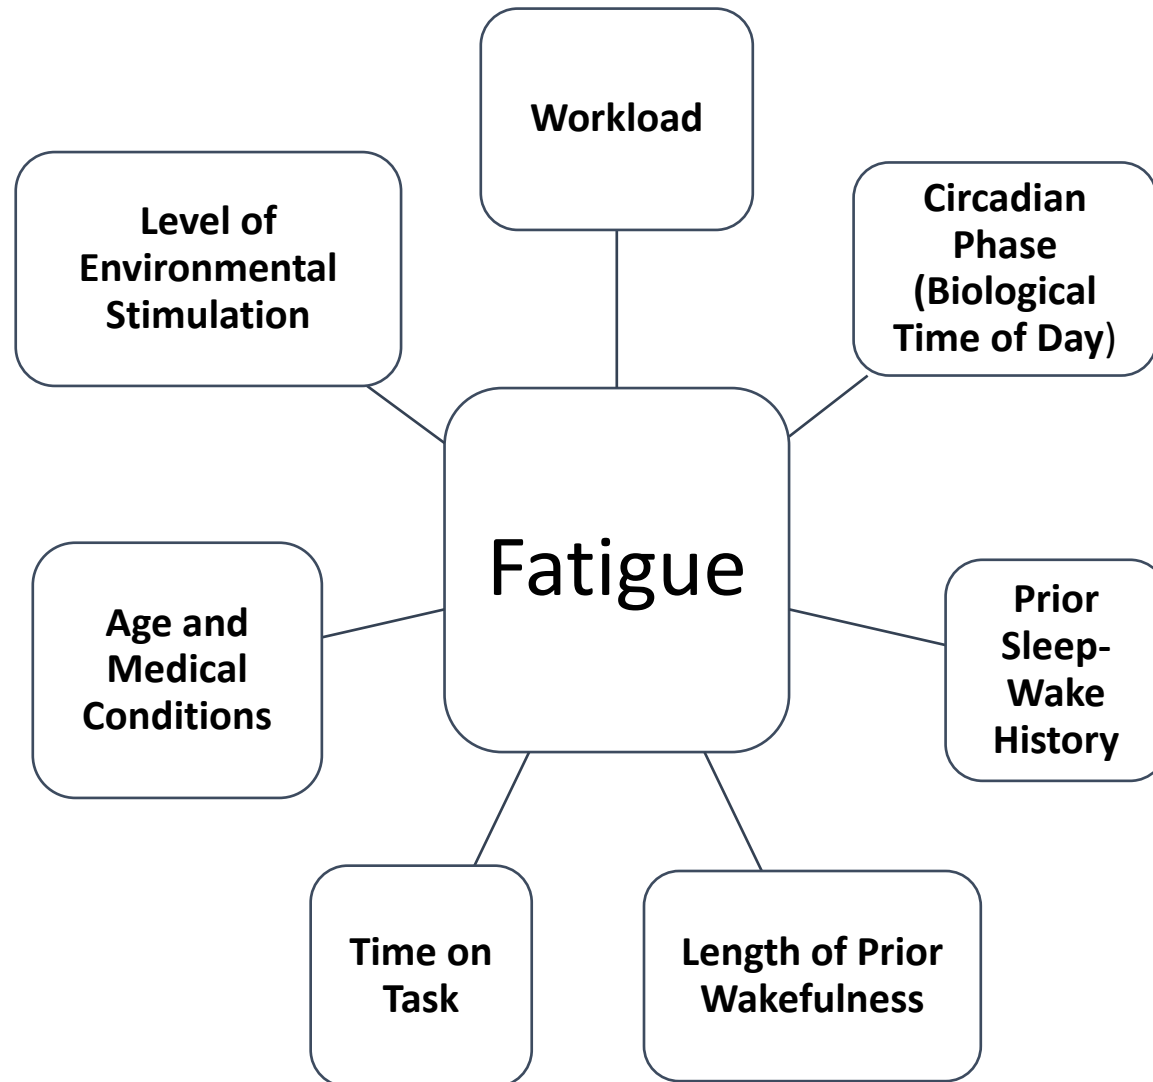 Workload
Level of
Environmental
Stimulation
Circadian
Phase
(Biological
Time of Day)
Fatigue
Age and
Medical
Conditions
Prior
Sleep-
Wake
History
Time on
Task
Length of Prior
Wakefulness